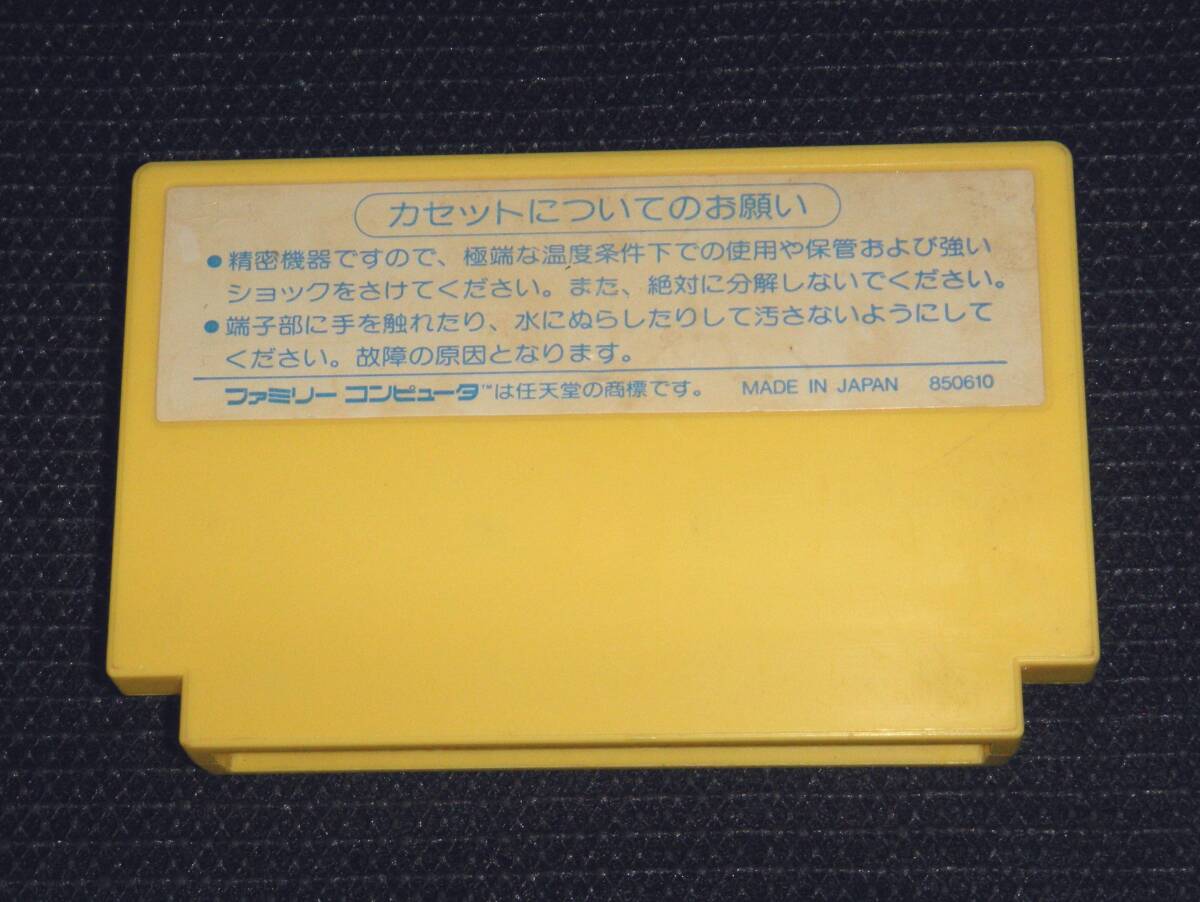 カセットについてのお願い
●精密機器ですので、極端な温度条件下での使用や保管および強い
ショックをさけてください。また、絶対に分解しないでください。
●端子部に手を触れたり、水にぬらしたりして汚さないようにして
ください。故障の原因となります。
ファミリー コンピュータ™は任天堂の商標です。 MADE IN JAPAN 850610